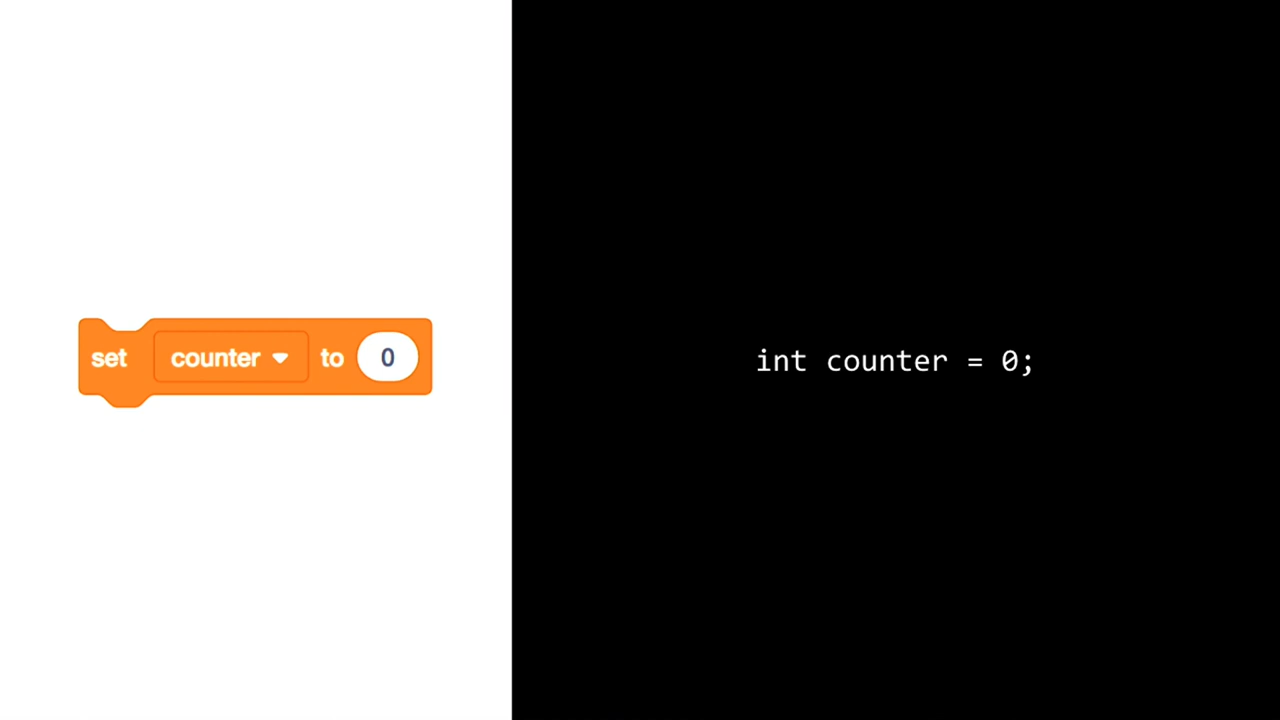 set counter to 0
int counter = 0;